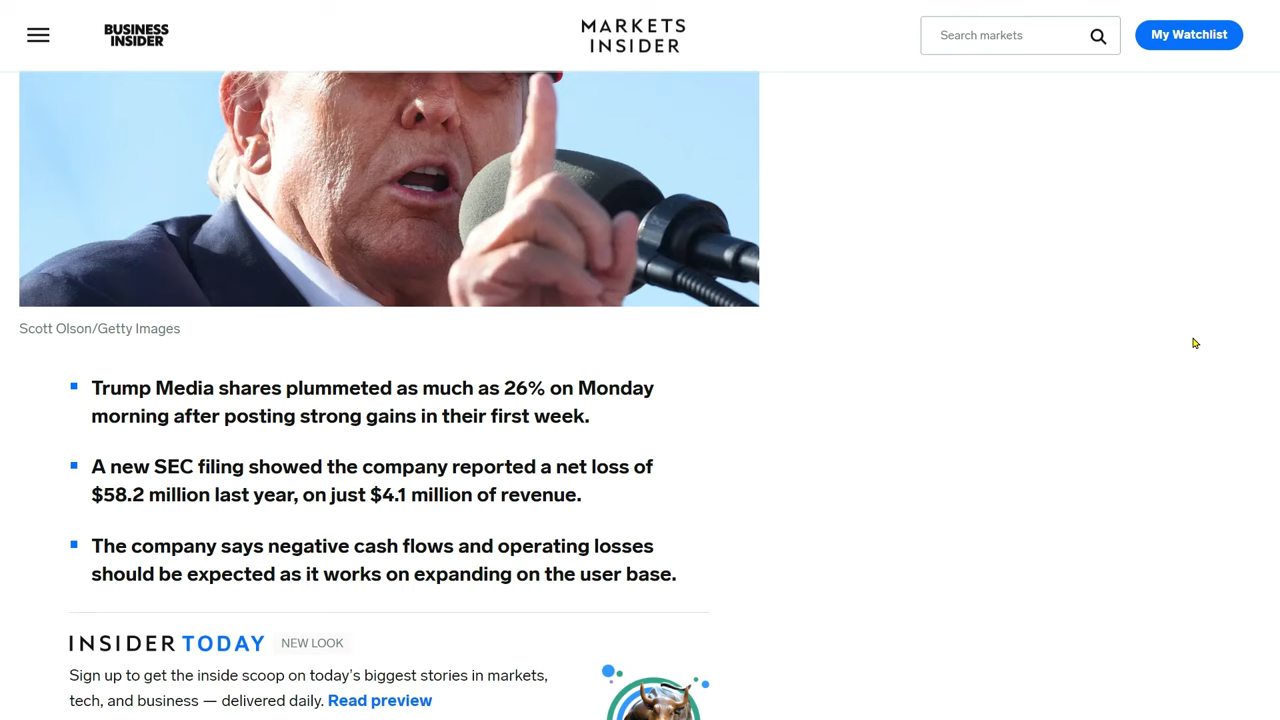 BUSINESS
INSIDER
MARKETS
INSIDER
Search markets
My Watchlist
Scott Olson/Getty Images
Trump Media shares plummeted as much as 26% on Monday
morning after posting strong gains in their first week.
A new SEC filing showed the company reported a net loss of
$58.2 million last year, on just $4.1 million of revenue.
The company says negative cash flows and operating losses
should be expected as it works on expanding on the user base.
INSIDER TODAY NEW LOOK
Sign up to get the inside scoop on today’s biggest stories in markets,
tech, and business — delivered daily. Read preview